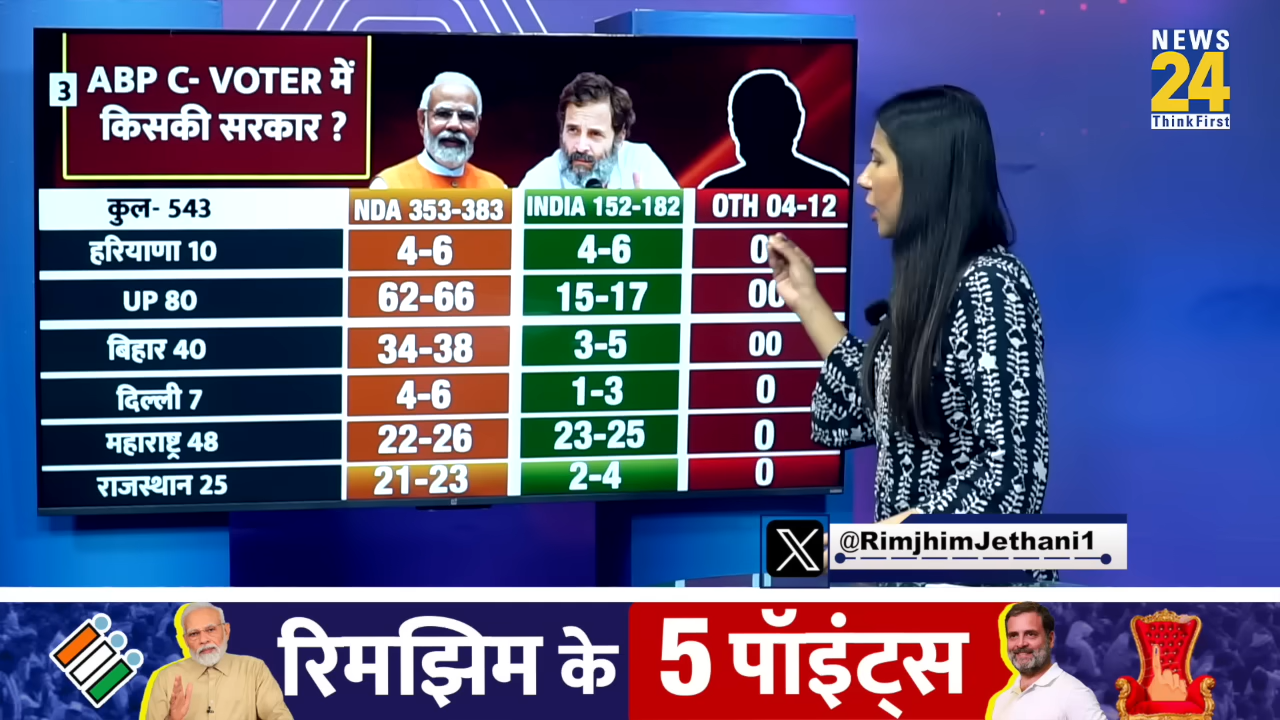 NEWS
24
ThinkFirst
3 ABP C- VOTER में
किसकी सरकार ?
कुल- 543 NDA 353-383 INDIA 152-182 OTH 04-12
हरियाणा 10 4-6 4-6
UP 80 62-66 15-17 00
बिहार 40 34-38 3-5 00
दिल्ली 7 4-6 1-3 0
महाराष्ट्र 48 22-26 23-25 0
राजस्थान 25 21-23 2-4 0
X @RimjhimJethani1
रिमझिम के 5 पॉइंट्स